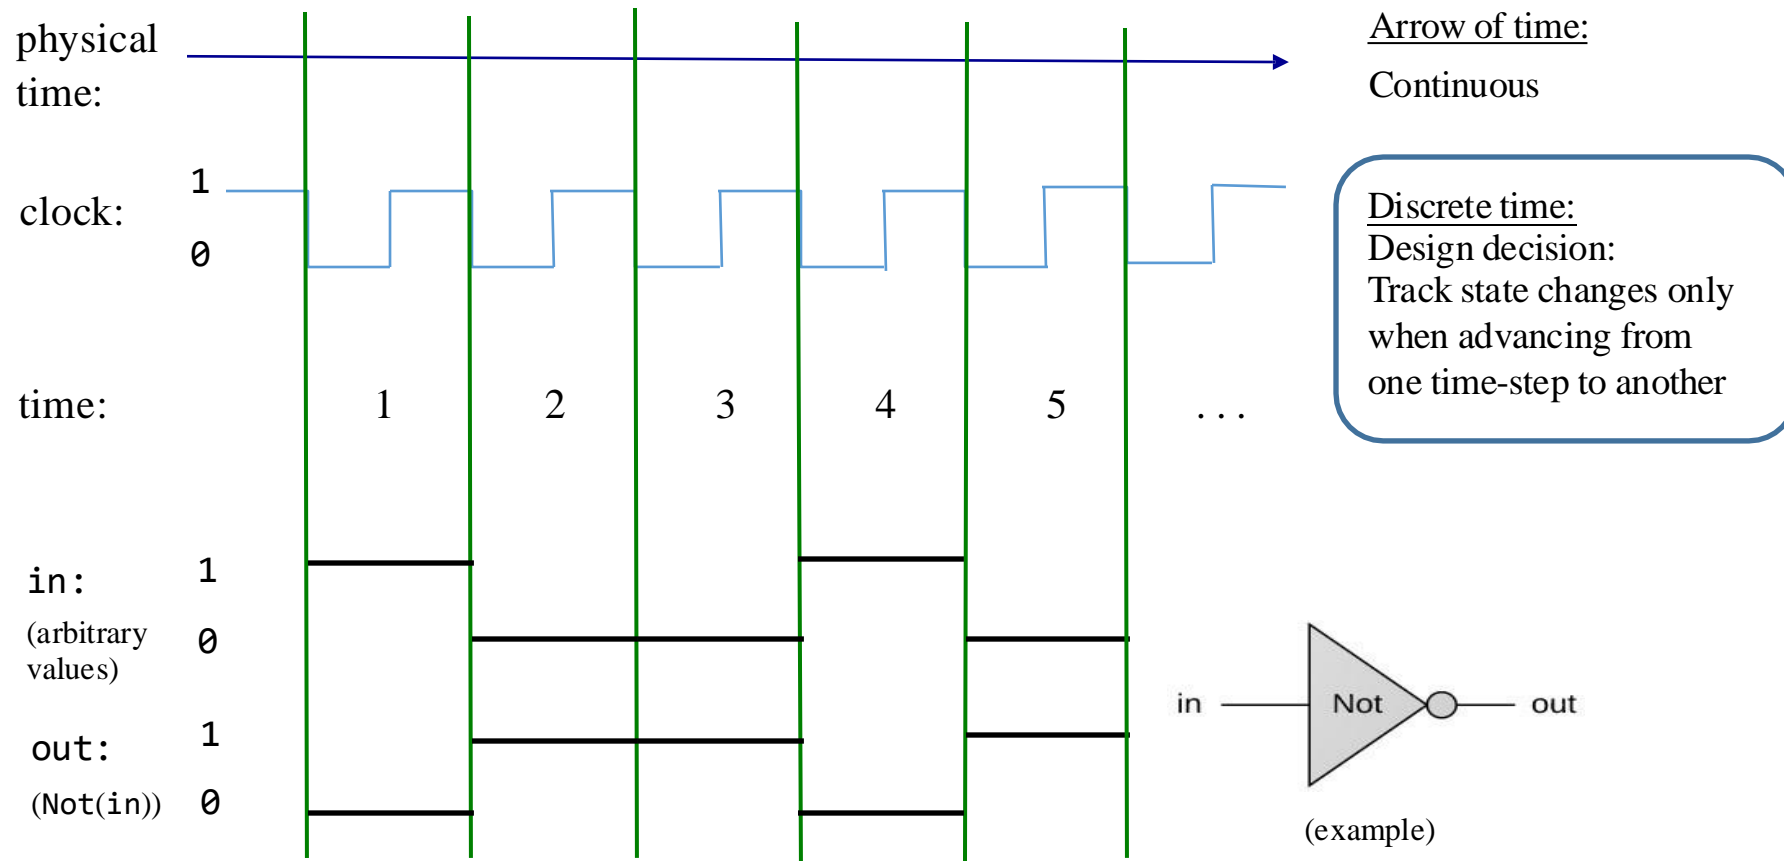 physical
time:
Arrow of time:
Continuous
clock:
1
0
Discrete time:
Design decision:
Track state changes only
when advancing from
one time-step to another
time:
1 2 3 4 5 . . .
in:
1
(arbitrary
values)
0
out:
1
(Not(in))
0
in Not out
(example)